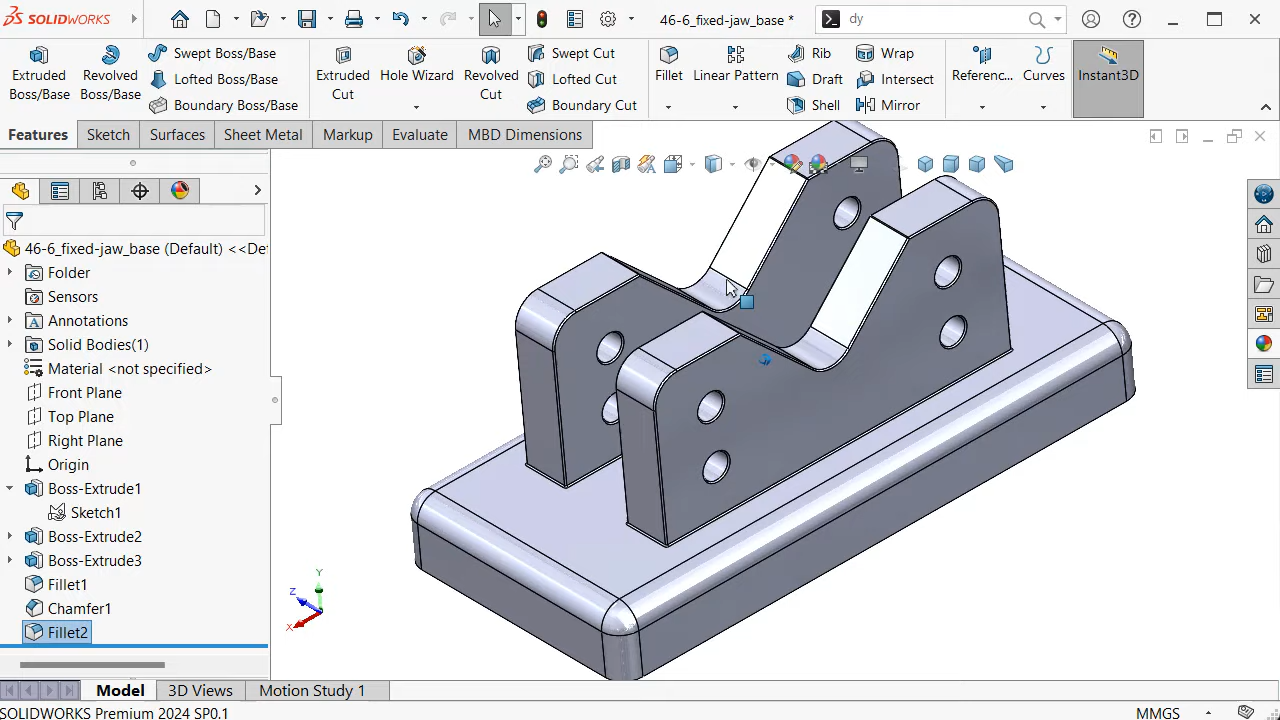 SOLIDWORKS
46-6_fixed-jaw_base *
dy
Extruded Boss/Base
Revolved Boss/Base
Swept Boss/Base
Lofted Boss/Base
Boundary Boss/Base
Extruded Cut
Hole Wizard
Revolved Cut
Swept Cut
Lofted Cut
Boundary Cut
Fillet
Linear Pattern
Rib
Draft
Shell
Wrap
Intersect
Mirror
Referenc...
Curves
Instant3D
Features Sketch Surfaces Sheet Metal Markup Evaluate MBD Dimensions
46-6_fixed-jaw_base (Default) <<De
Folder
Sensors
Annotations
Solid Bodies(1)
Material <not specified>
Front Plane
Top Plane
Right Plane
Origin
Boss-Extrude1
Sketch1
Boss-Extrude2
Boss-Extrude3
Fillet1
Chamfer1
Fillet2
Y
Z
X
Model 3D Views Motion Study 1
SOLIDWORKS Premium 2024 SP0.1
MMGS